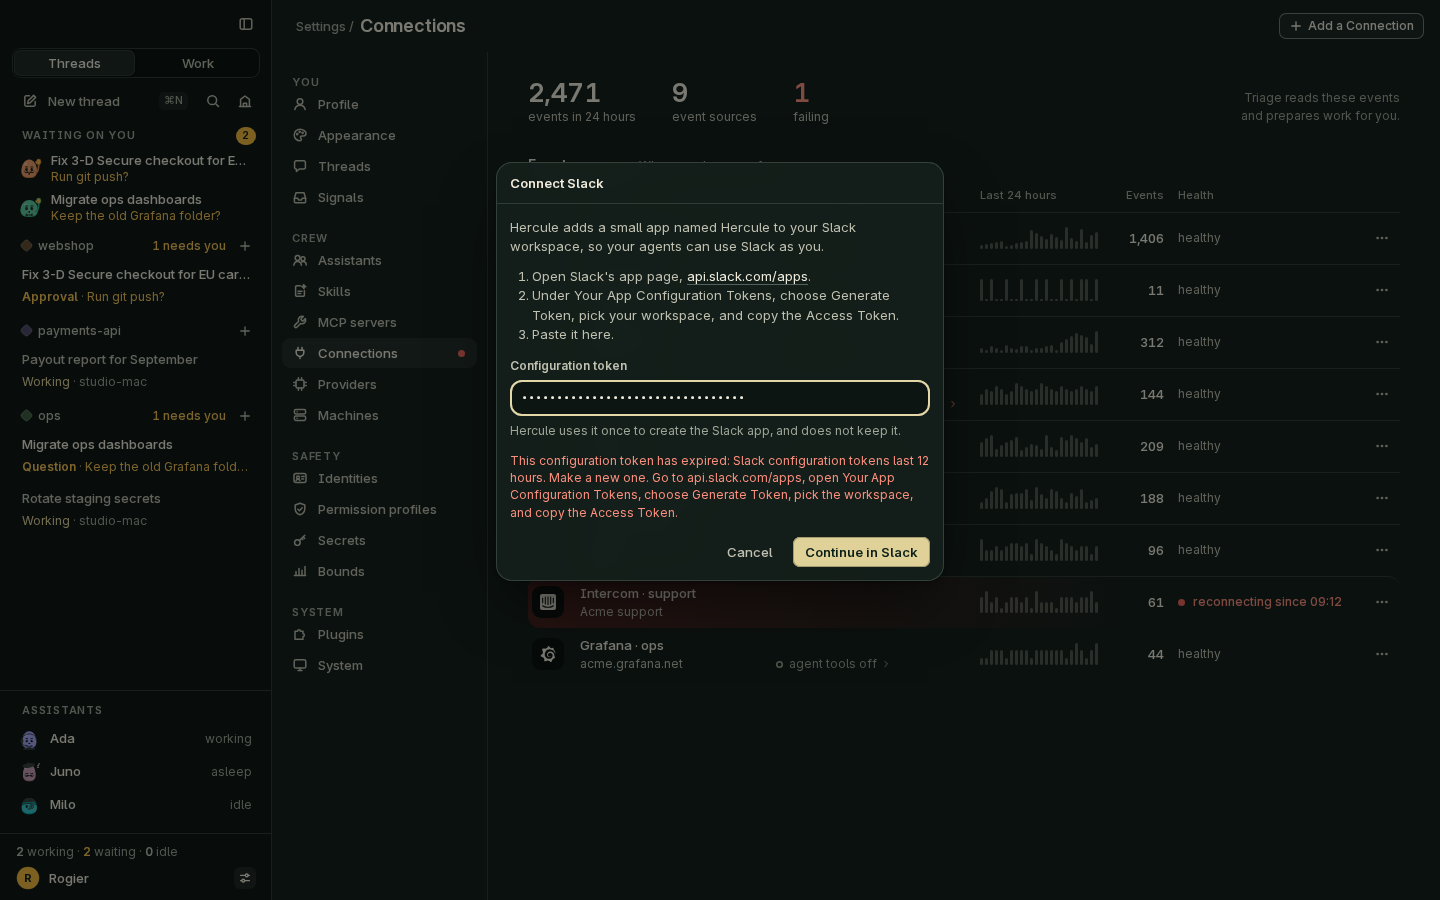 Settings / Connections
Add a Connection
Threads
Work
New thread
⌘N
WAITING ON YOU
2
Fix 3-D Secure checkout for E…
Run git push?
Migrate ops dashboards
Keep the old Grafana folder?
webshop
1 needs you
Fix 3-D Secure checkout for EU car…
Approval · Run git push?
payments-api
Payout report for September
Working · studio-mac
ops
1 needs you
Migrate ops dashboards
Question · Keep the old Grafana fold…
Rotate staging secrets
Working · studio-mac
ASSISTANTS
Ada
working
Juno
asleep
Milo
idle
2 working · 2 waiting · 0 idle
R
Rogier
YOU
Profile
Appearance
Threads
Signals
CREW
Assistants
Skills
MCP servers
Connections
Providers
Machines
SAFETY
Identities
Permission profiles
Secrets
Bounds
SYSTEM
Plugins
System
2,471
events in 24 hours
9
event sources
1
failing
Triage reads these events
and prepares work for you.
Last 24 hours
Events
Health
1,406
healthy
11
healthy
312
healthy
144
healthy
209
healthy
188
healthy
96
healthy
Intercom · support
Acme support
61
reconnecting since 09:12
Grafana · ops
acme.grafana.net
agent tools off
44
healthy
Connect Slack
Hercule adds a small app named Hercule to your Slack
workspace, so your agents can use Slack as you.
1. Open Slack's app page, api.slack.com/apps.
2. Under Your App Configuration Tokens, choose Generate
Token, pick your workspace, and copy the Access Token.
3. Paste it here.
Configuration token
Hercule uses it once to create the Slack app, and does not keep it.
This configuration token has expired: Slack configuration tokens last 12
hours. Make a new one. Go to api.slack.com/apps, open Your App
Configuration Tokens, choose Generate Token, pick the workspace,
and copy the Access Token.
Cancel
Continue in Slack